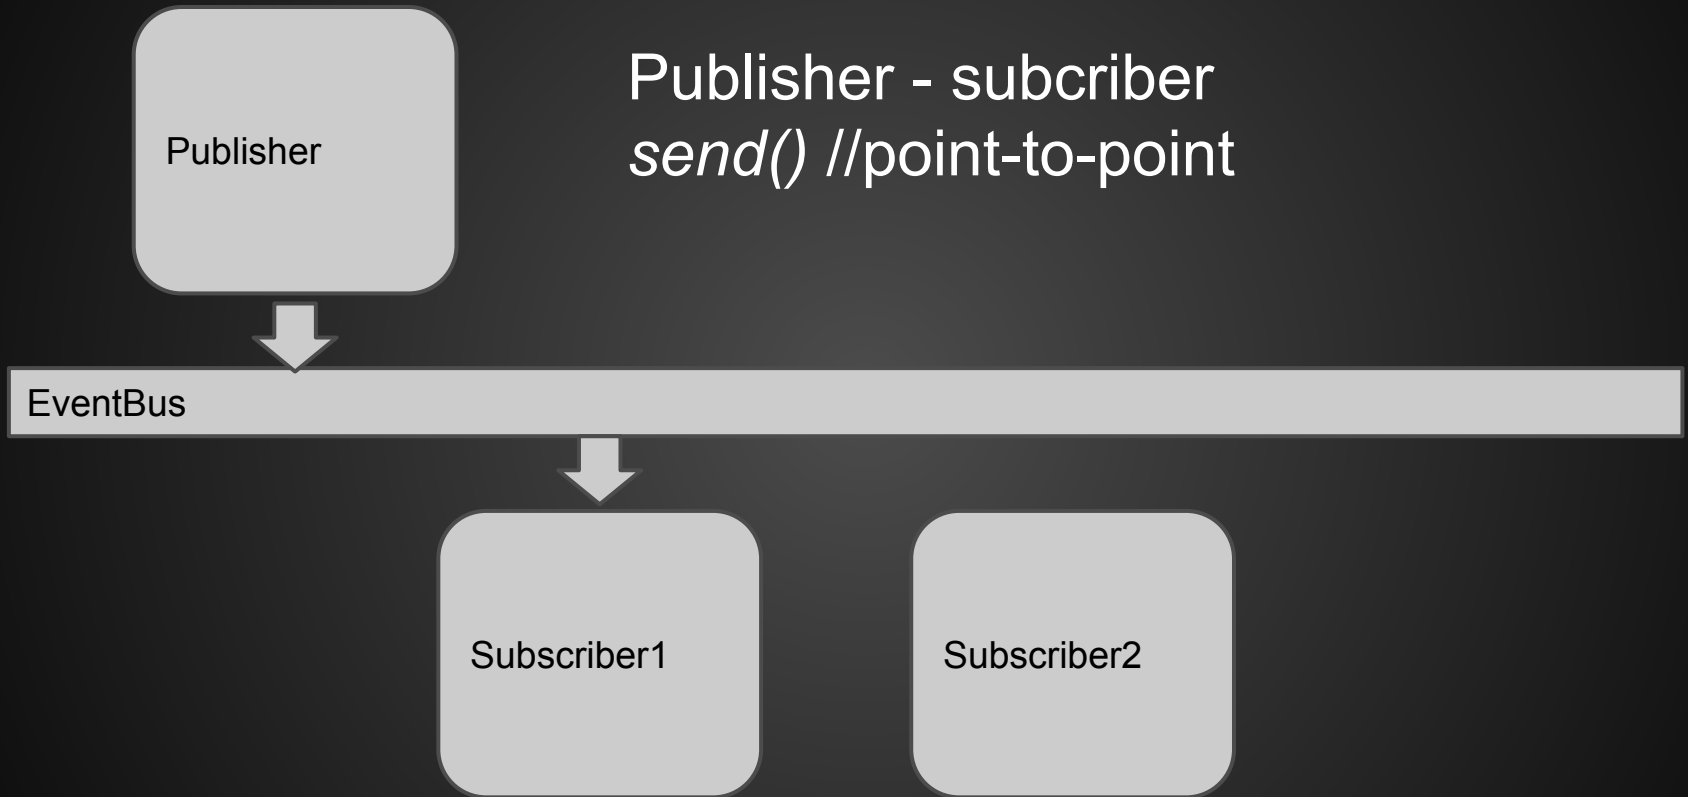 Publisher - subcriber
send() //point-to-point
Publisher
EventBus
Subscriber1
Subscriber2